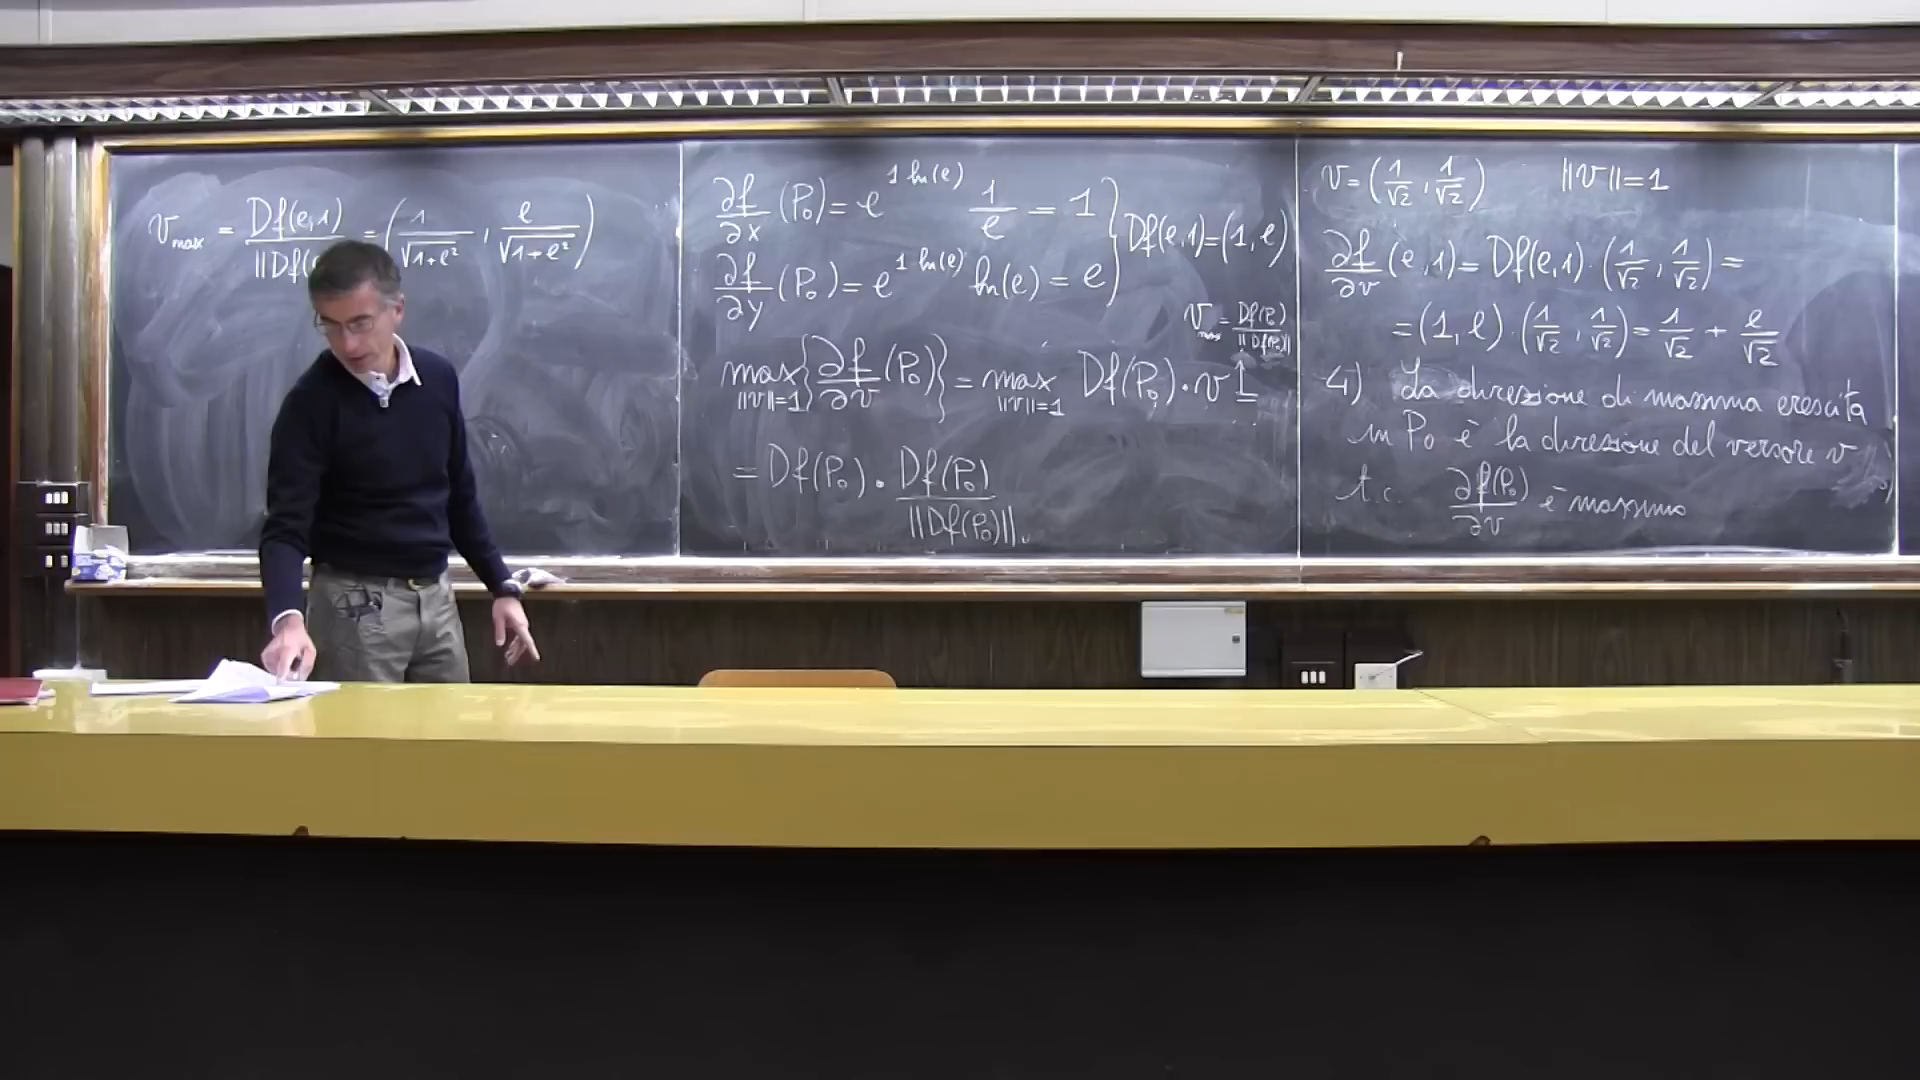 v_max = Df(e,1) / ||Df( = (1/√(1+e²), e/√(1+e²))
∂f/∂x (P₀) = e^{1 ln(e)} 1/e = 1 } Df(e,1) = (1, e)
∂f/∂y (P₀) = e^{1 ln(e)} ln(e) = e
v_max = Df(P₀) / ||Df(P₀)||
max_{||v||=1} {∂f/∂v (P₀)} = max_{||v||=1} Df(P₀) · v
= Df(P₀) · Df(P₀) / ||Df(P₀)||
v = (1/√2, 1/√2) ||v|| = 1
∂f/∂v (e,1) = Df(e,1) · (1/√2, 1/√2) =
= (1, e) · (1/√2, 1/√2) = 1/√2 + e/√2
4) La direzione di massima crescita
in P₀ è la direzione del versore v
t.c. ∂f(P₀)/∂v è massimo